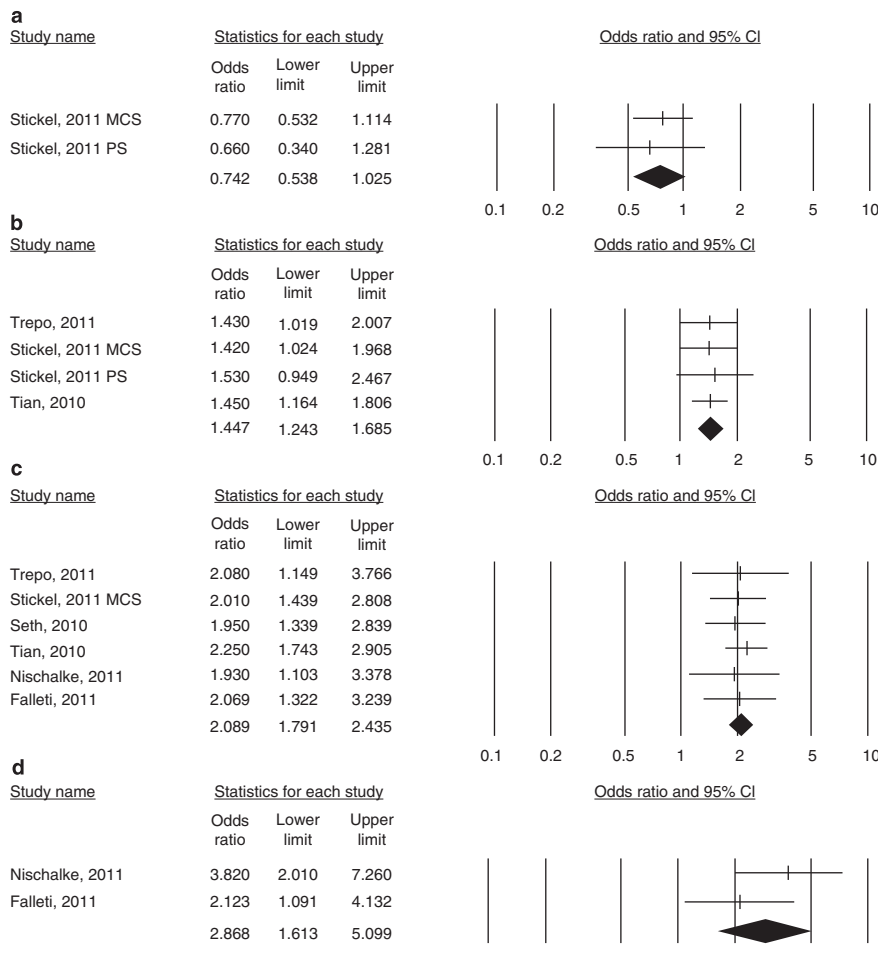 a
Study name Statistics for each study Odds ratio and 95% CI
Odds ratio Lower limit Upper limit
Stickel, 2011 MCS 0.770 0.532 1.114
Stickel, 2011 PS 0.660 0.340 1.281
0.742 0.538 1.025
0.1 0.2 0.5 1 2 5 10
b
Study name Statistics for each study Odds ratio and 95% CI
Odds ratio Lower limit Upper limit
Trepo, 2011 1.430 1.019 2.007
Stickel, 2011 MCS 1.420 1.024 1.968
Stickel, 2011 PS 1.530 0.949 2.467
Tian, 2010 1.450 1.164 1.806
1.447 1.243 1.685
0.1 0.2 0.5 1 2 5 10
c
Study name Statistics for each study Odds ratio and 95% CI
Odds ratio Lower limit Upper limit
Trepo, 2011 2.080 1.149 3.766
Stickel, 2011 MCS 2.010 1.439 2.808
Seth, 2010 1.950 1.339 2.839
Tian, 2010 2.250 1.743 2.905
Nischalke, 2011 1.930 1.103 3.378
Falleti, 2011 2.069 1.322 3.239
2.089 1.791 2.435
0.1 0.2 0.5 1 2 5 10
d
Study name Statistics for each study Odds ratio and 95% CI
Odds ratio Lower limit Upper limit
Nischalke, 2011 3.820 2.010 7.260
Falleti, 2011 2.123 1.091 4.132
2.868 1.613 5.099